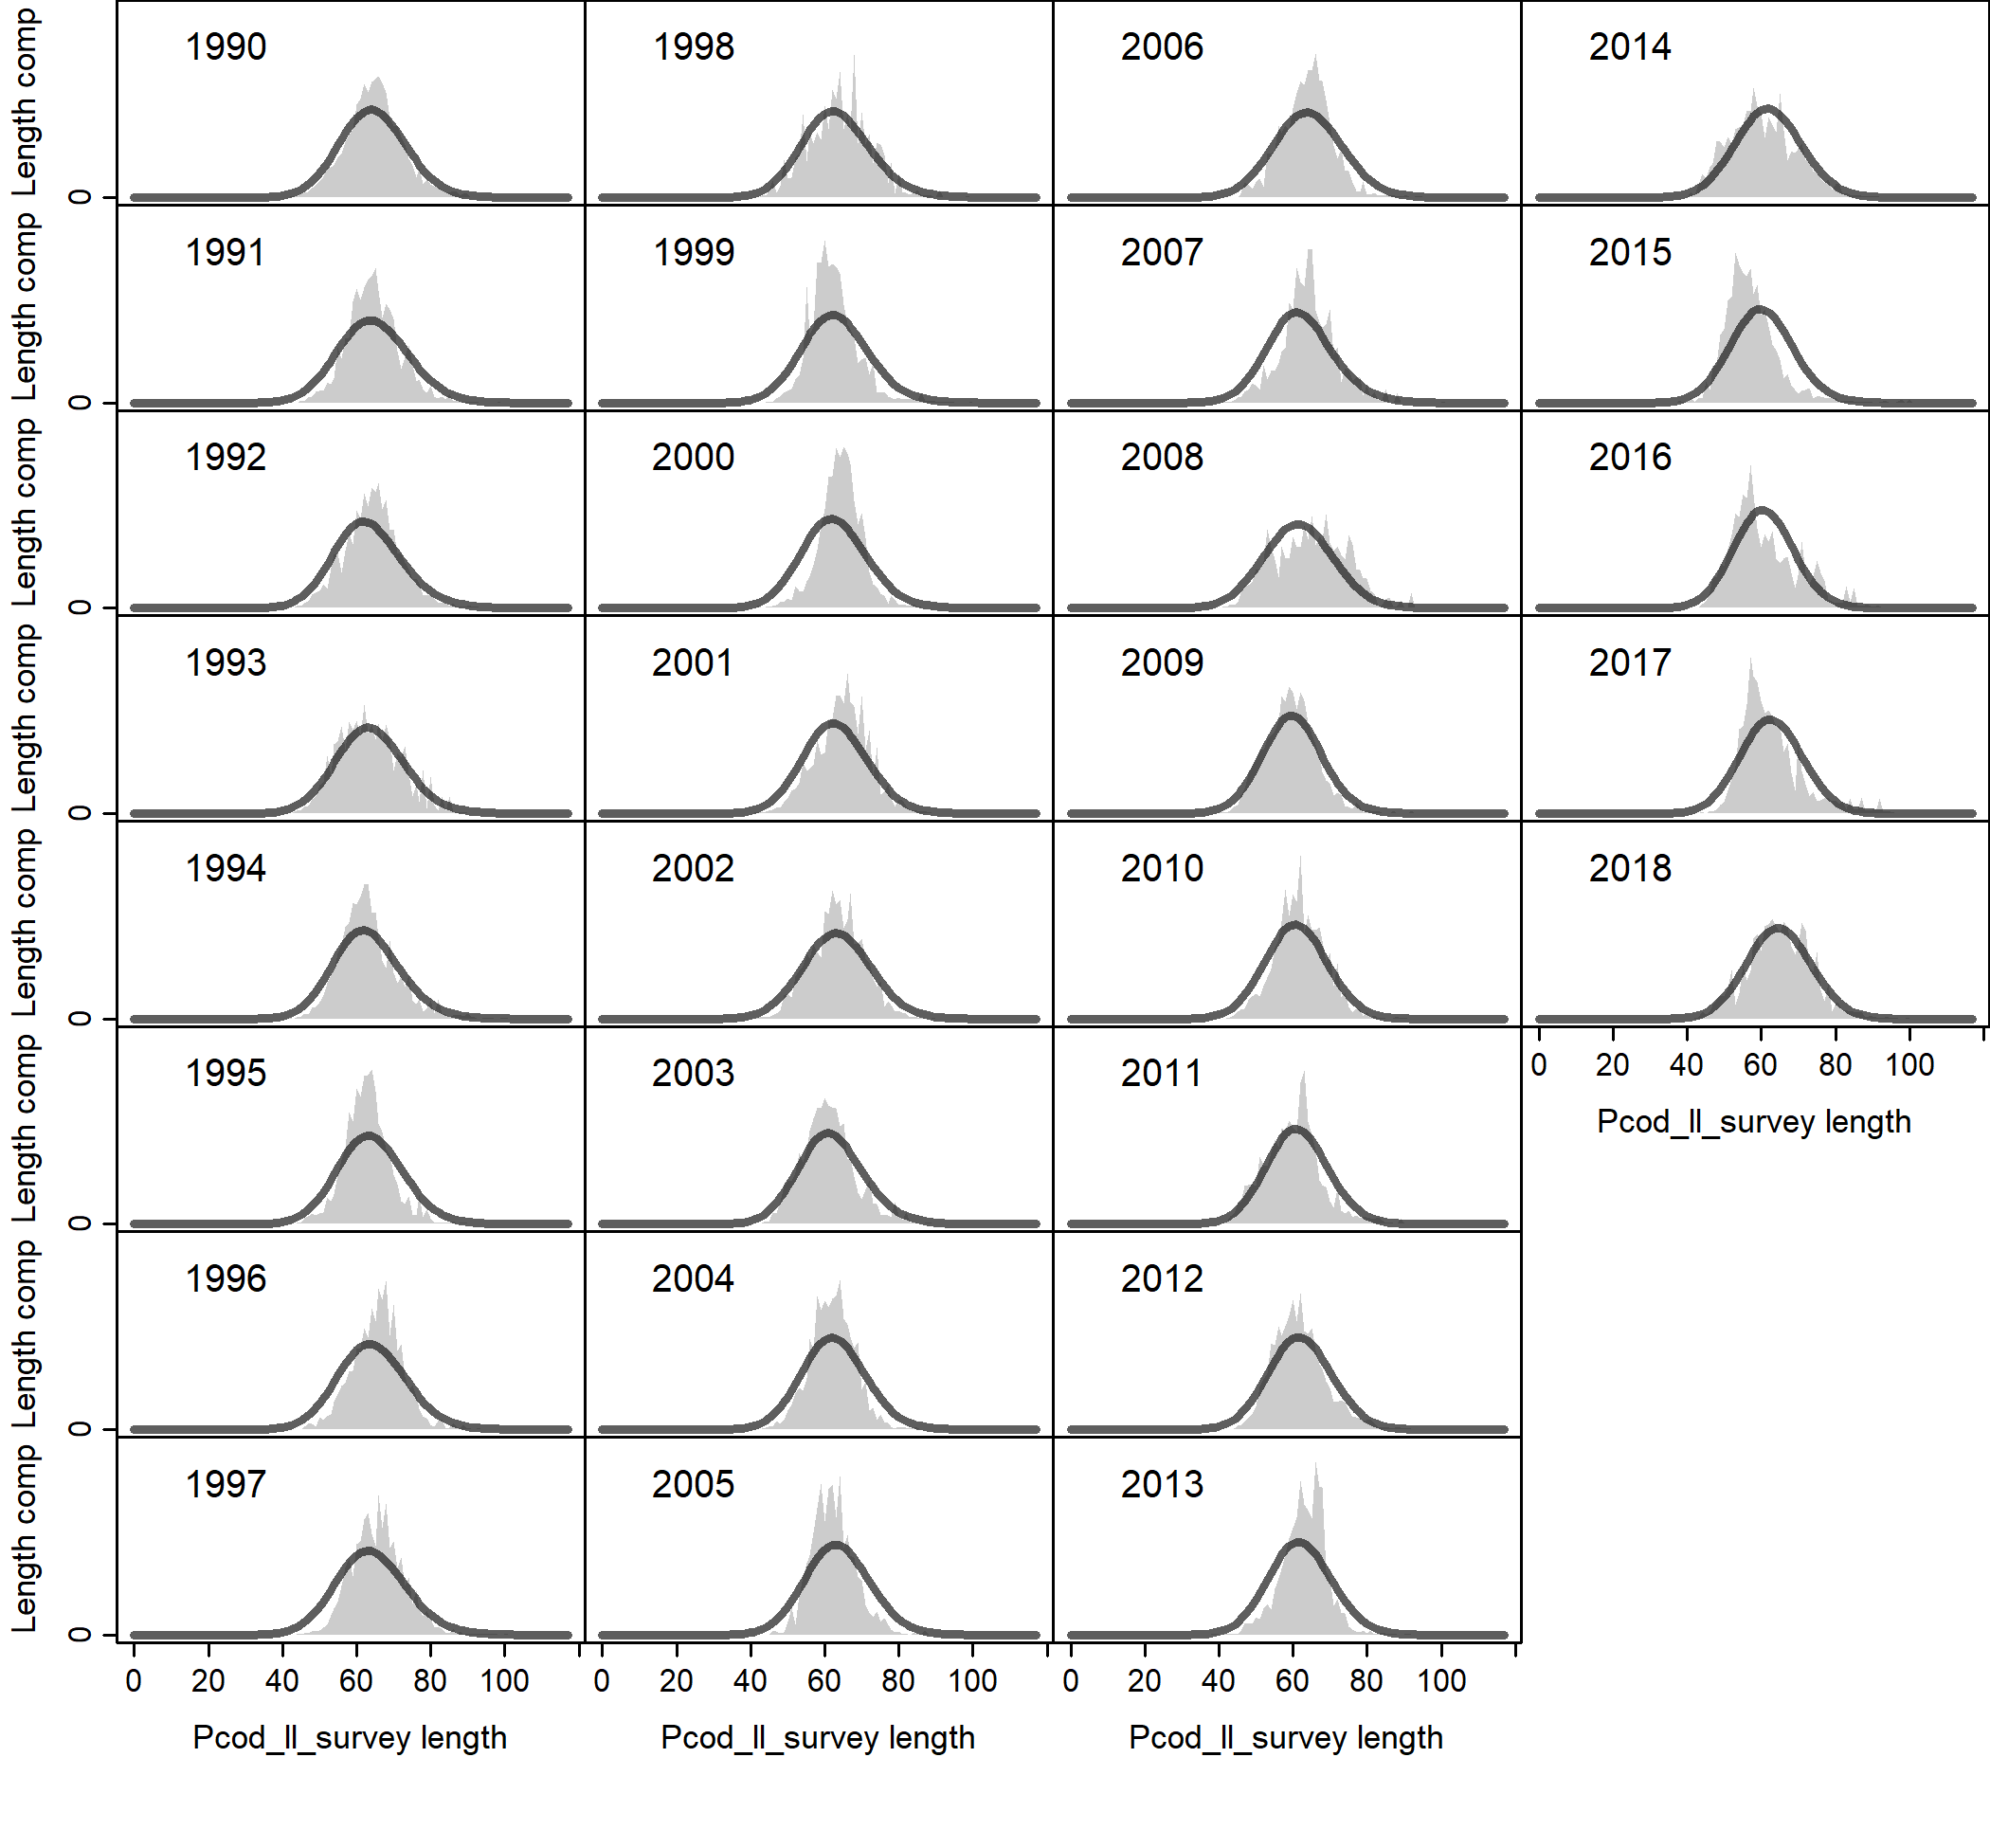 1990 1998 2006 2014
Length comp
0
1991 1999 2007 2015
Length comp
0
1992 2000 2008 2016
Length comp
0
1993 2001 2009 2017
Length comp
0
1994 2002 2010 2018
Length comp
0
1995 2003 2011
0 20 40 60 80 100
Pcod_ll_survey length
Length comp
0
1996 2004 2012
Length comp
0
1997 2005 2013
Length comp
0
0 20 40 60 80 100 0 20 40 60 80 100 0 20 40 60 80 100
Pcod_ll_survey length Pcod_ll_survey length Pcod_ll_survey length